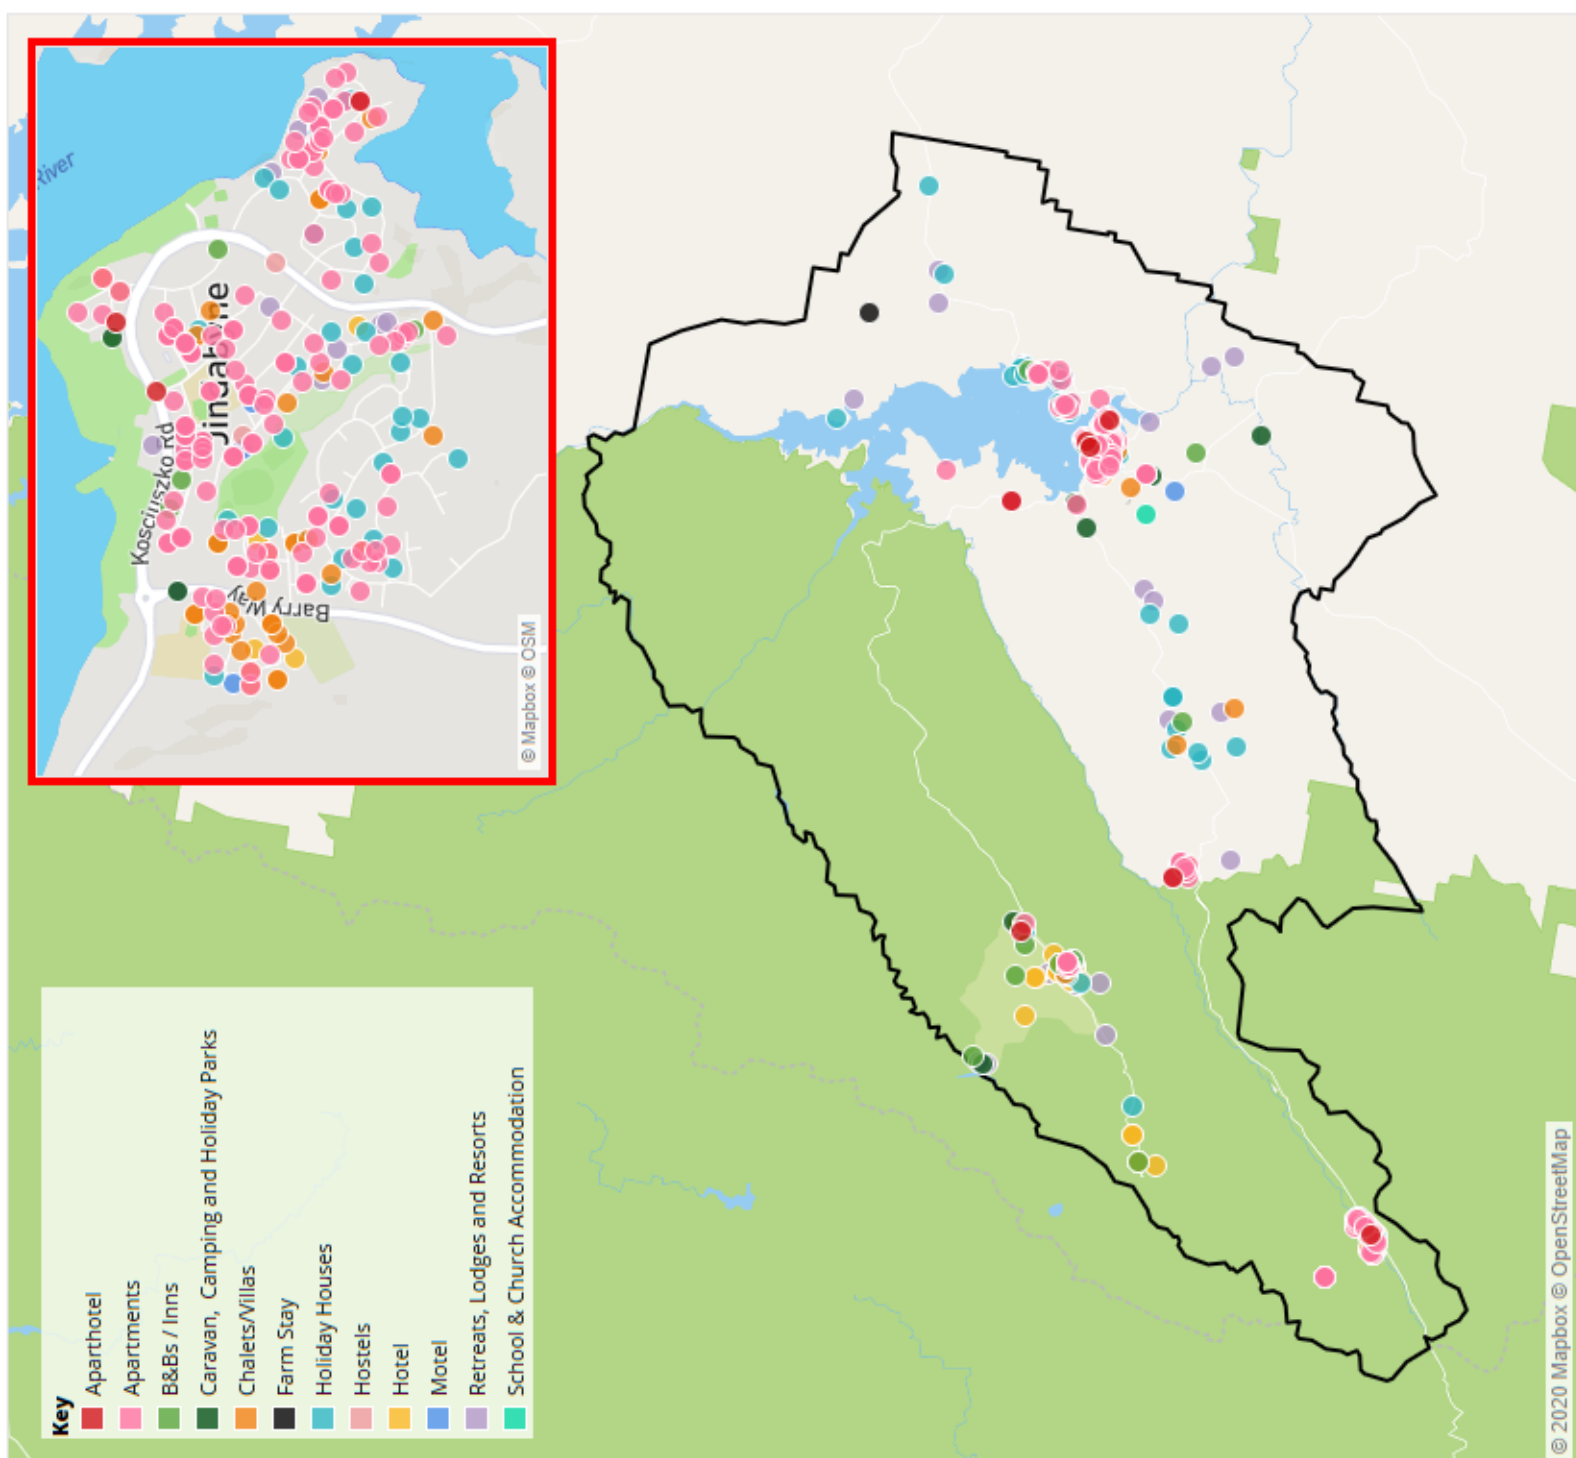 River
Jindabyne
Kosciuszko Rd
Barry Way
© Mapbox © OSM
Key
Aparthotel
Apartments
B&Bs / Inns
Caravan, Camping and Holiday Parks
Chalets/Villas
Farm Stay
Holiday Houses
Hostels
Hotel
Motel
Retreats, Lodges and Resorts
School & Church Accommodation
© 2020 Mapbox © OpenStreetMap